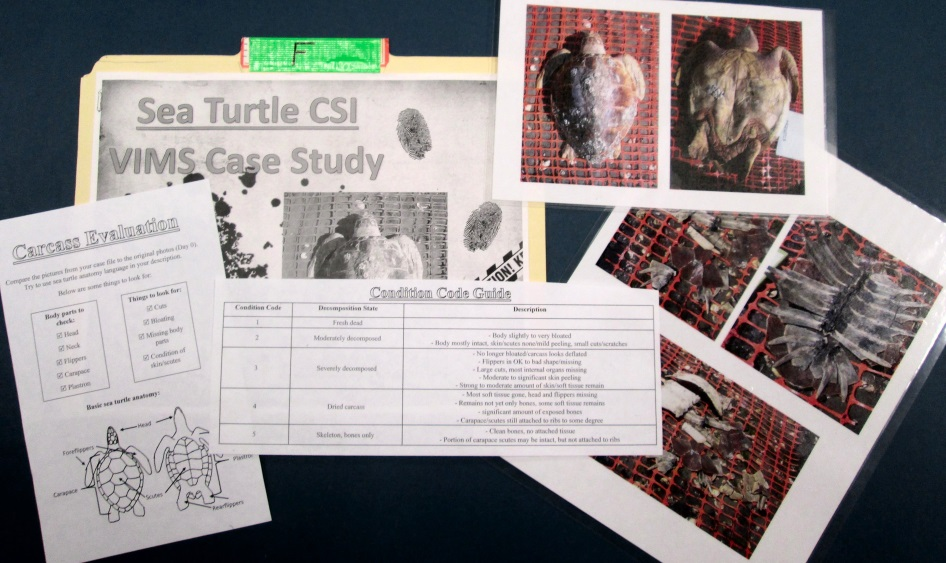 F
Sea Turtle CSI
VIMS Case Study
Carcass Evaluation
Compare the pictures from your case file to the original photos (Day 0).
Try to use sea turtle anatomy language in your description.
Below are some things to look for:
Body parts to
check:
☑ Head
☑ Neck
☑ Flippers
☑ Carapace
☑ Plastron
Things to look for:
☑ Cuts
☑ Bloating
☑ Missing body
parts
☑ Condition of
skin/scutes
Basic sea turtle anatomy:
Head
Foreflippers
Plastron
Carapace
Scutes
Rearflippers
Condition Code Guide
Condition Code Decomposition State Description
1 Fresh dead
2 Moderately decomposed
- Body slightly to very bloated
- Body mostly intact, skin/scutes none/mild peeling, small cuts/scratches
3 Severely decomposed
- No longer bloated/carcass looks deflated
- Flippers in OK to bad shape/missing
- Large cuts, most internal organs missing
- Moderate to significant skin peeling
- Strong to moderate amount of skin/soft tissue remain
4 Dried carcass
- Most soft tissue gone, head and flippers missing
- Remains not yet only bones, some soft tissue remains
- significant amount of exposed bones
- Carapace/scutes still attached to ribs to some degree
5 Skeleton, bones only
- Clean bones, no attached tissue
- Portion of carapace scutes may be intact, but not attached to ribs